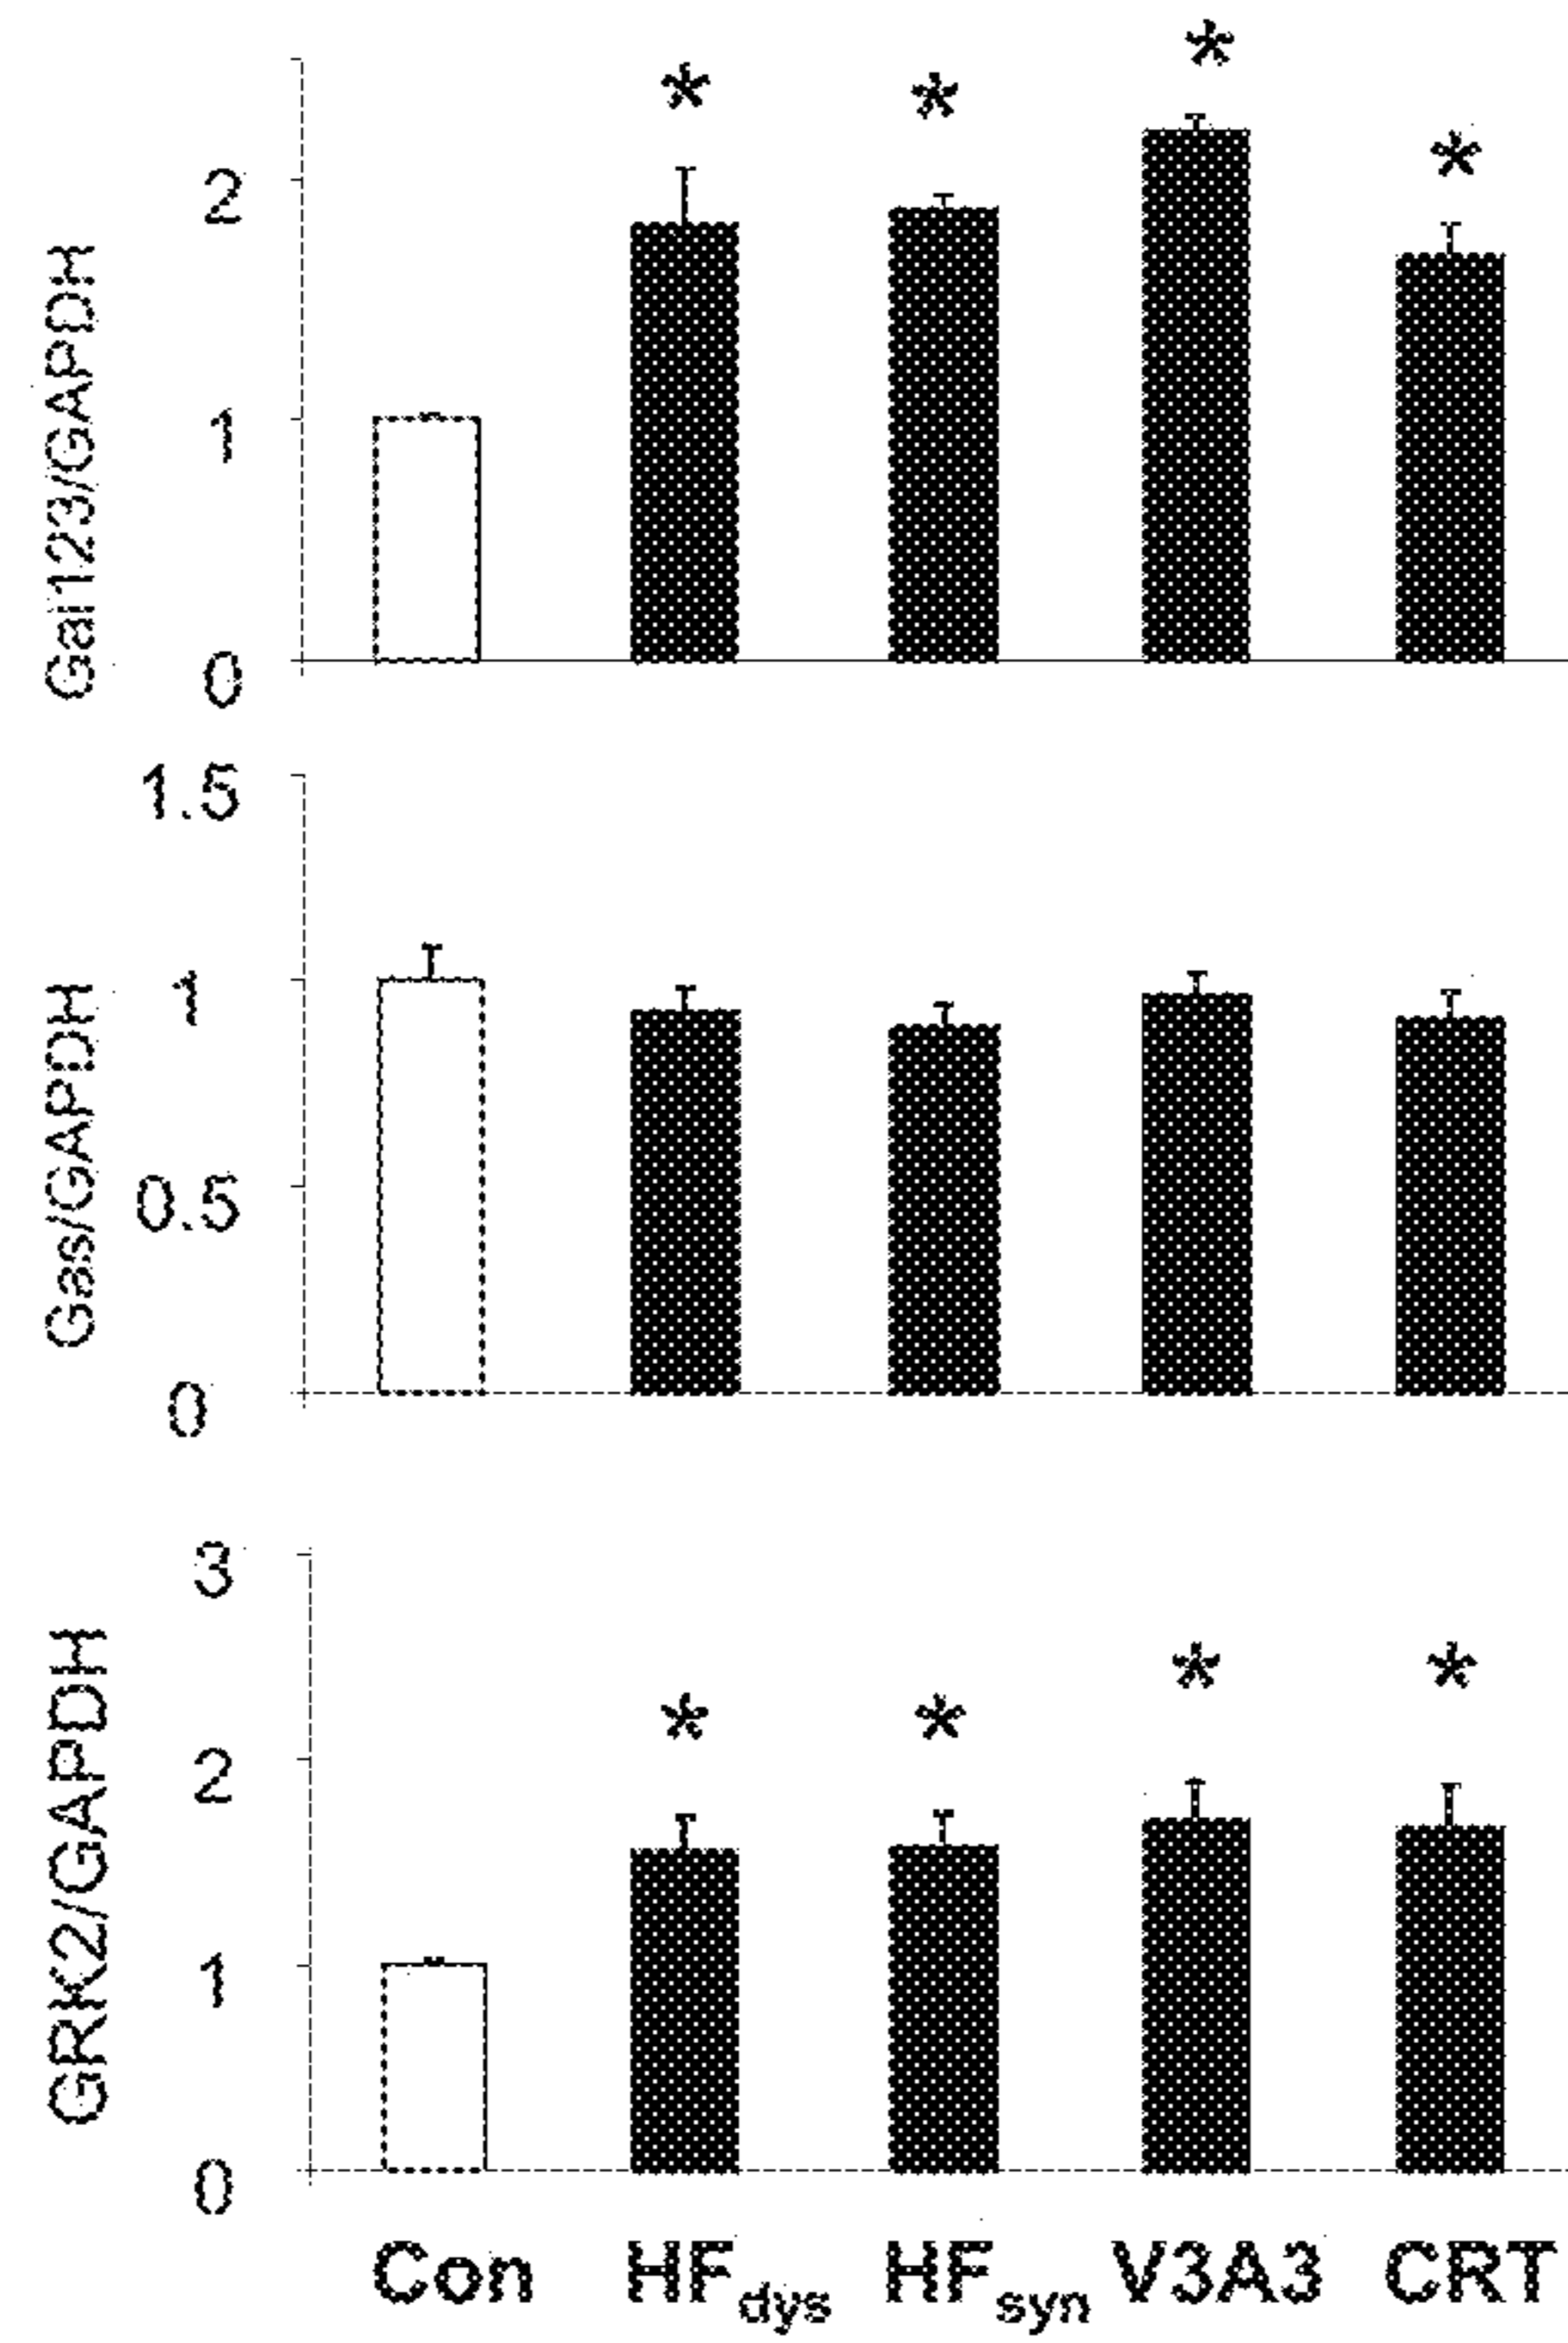 * * * *
Gαi123/GAPDH
2
1
0
Gαs/GAPDH
1.5
1
0.5
0
GRK2/GAPDH
3
2
1
0
* * * *
Con HFdys HFsyn V3A3 CRT